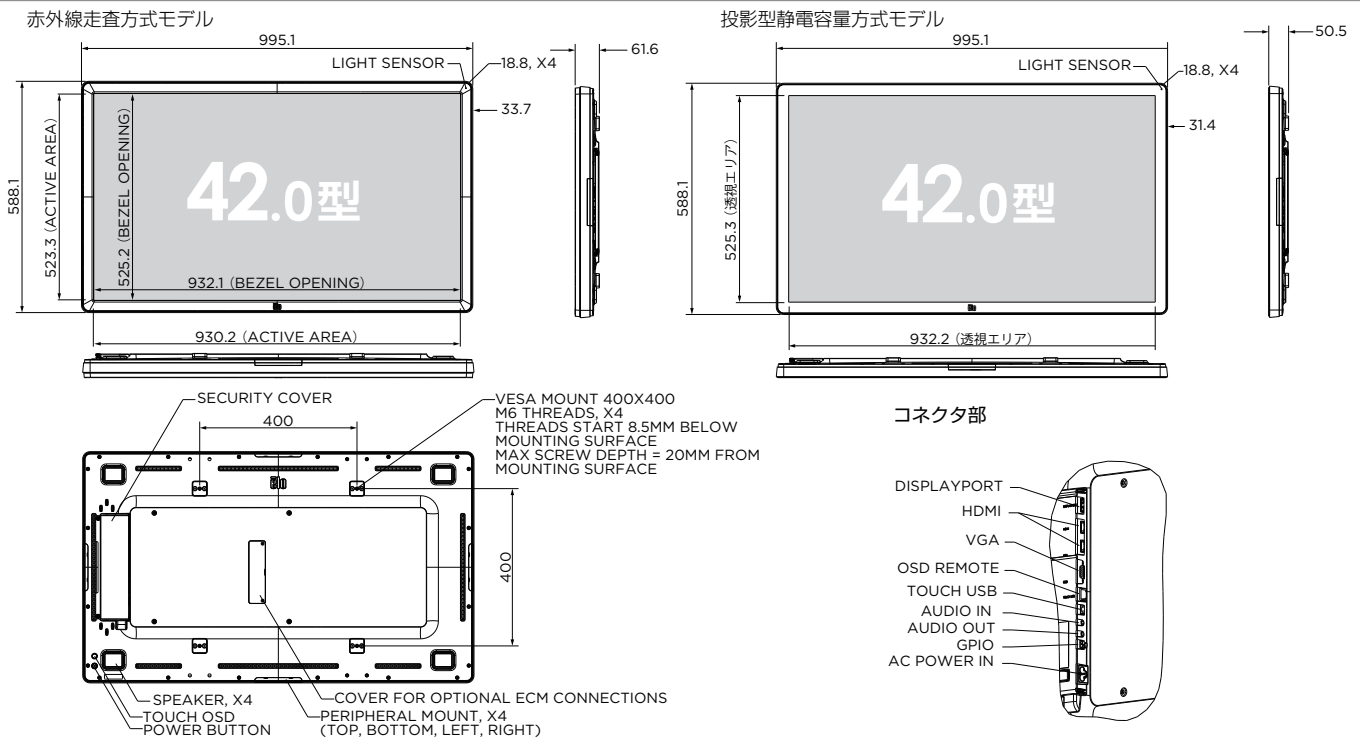 赤外線走査方式モデル
995.1
61.6
LIGHT SENSOR
18.8, X4
33.7
588.1
523.3 (ACTIVE AREA)
525.2 (BEZEL OPENING)
42.0型
932.1 (BEZEL OPENING)
930.2 (ACTIVE AREA)
投影型静電容量方式モデル
995.1
50.5
LIGHT SENSOR
18.8, X4
31.4
588.1
525.3 (透視エリア)
42.0型
932.2 (透視エリア)
SECURITY COVER
400
VESA MOUNT 400X400
M6 THREADS, X4
THREADS START 8.5MM BELOW
MOUNTING SURFACE
MAX SCREW DEPTH = 20MM FROM
MOUNTING SURFACE
elo
400
SPEAKER, X4
TOUCH OSD
POWER BUTTON
COVER FOR OPTIONAL ECM CONNECTIONS
PERIPHERAL MOUNT, X4
(TOP, BOTTOM, LEFT, RIGHT)
コネクタ部
DISPLAYPORT
HDMI
VGA
OSD REMOTE
TOUCH USB
AUDIO IN
AUDIO OUT
GPIO
AC POWER IN